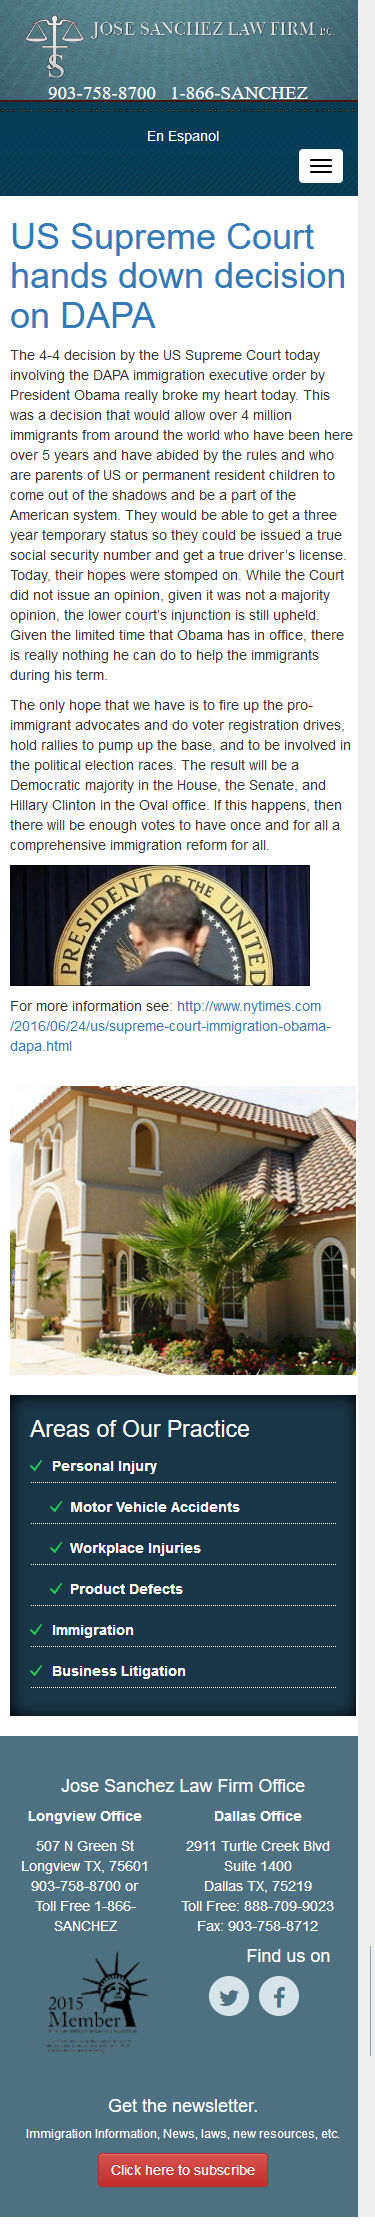 JOSE SANCHEZ LAW FIRM, P.C.
903-758-8700 1-866-SANCHEZ
En Espanol
US Supreme Court
hands down decision
on DAPA
The 4-4 decision by the US Supreme Court today
involving the DAPA immigration executive order by
President Obama really broke my heart today. This
was a decision that would allow over 4 million
immigrants from around the world who have been here
over 5 years and have abided by the rules and who
are parents of US or permanent resident children to
come out of the shadows and be a part of the
American system. They would be able to get a three
year temporary status so they could be issued a true
social security number and get a true driver’s license.
Today, their hopes were stomped on. While the Court
did not issue an opinion, given it was not a majority
opinion, the lower court’s injunction is still upheld.
Given the limited time that Obama has in office, there
is really nothing he can do to help the immigrants
during his term.
The only hope that we have is to fire up the pro-
immigrant advocates and do voter registration drives,
hold rallies to pump up the base, and to be involved in
the political election races. The result will be a
Democratic majority in the House, the Senate, and
Hillary Clinton in the Oval office. If this happens, then
there will be enough votes to have once and for all a
comprehensive immigration reform for all.
PRESIDENT OF THE UNITED
For more information see: http://www.nytimes.com
/2016/06/24/us/supreme-court-immigration-obama-
dapa.html
Areas of Our Practice
Personal Injury
Motor Vehicle Accidents
Workplace Injuries
Product Defects
Immigration
Business Litigation
Jose Sanchez Law Firm Office
Longview Office
507 N Green St
Longview TX, 75601
903-758-8700 or
Toll Free 1-866-
SANCHEZ
Dallas Office
2911 Turtle Creek Blvd
Suite 1400
Dallas TX, 75219
Toll Free: 888-709-9023
Fax: 903-758-8712
2015
Member
Find us on
Get the newsletter.
Immigration Information, News, laws, new resources, etc.
Click here to subscribe